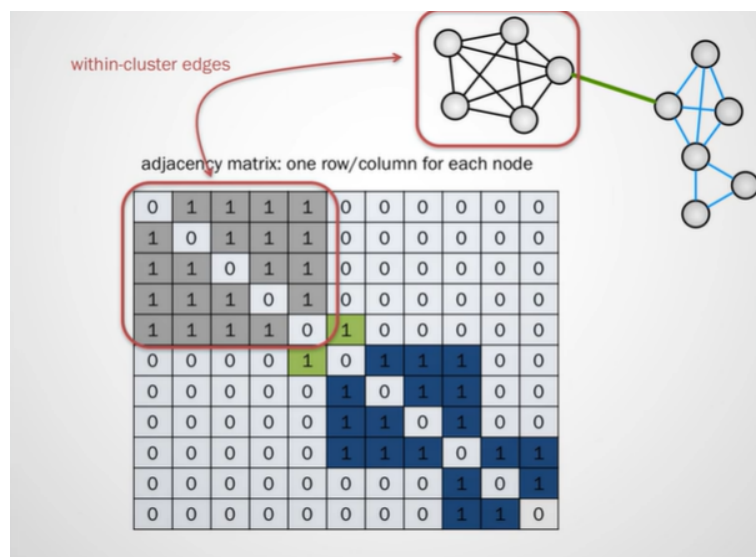 within-cluster edges
adjacency matrix: one row/column for each node
0 1 1 1 1 0 0 0 0 0 0
1 0 1 1 1 0 0 0 0 0 0
1 1 0 1 1 0 0 0 0 0 0
1 1 1 0 1 0 0 0 0 0 0
1 1 1 1 0 1 0 0 0 0 0
0 0 0 0 1 0 1 1 1 0 0
0 0 0 0 0 1 0 1 1 0 0
0 0 0 0 0 1 1 0 1 0 0
0 0 0 0 0 1 1 1 0 1 1
0 0 0 0 0 0 0 0 1 0 1
0 0 0 0 0 0 0 0 1 1 0